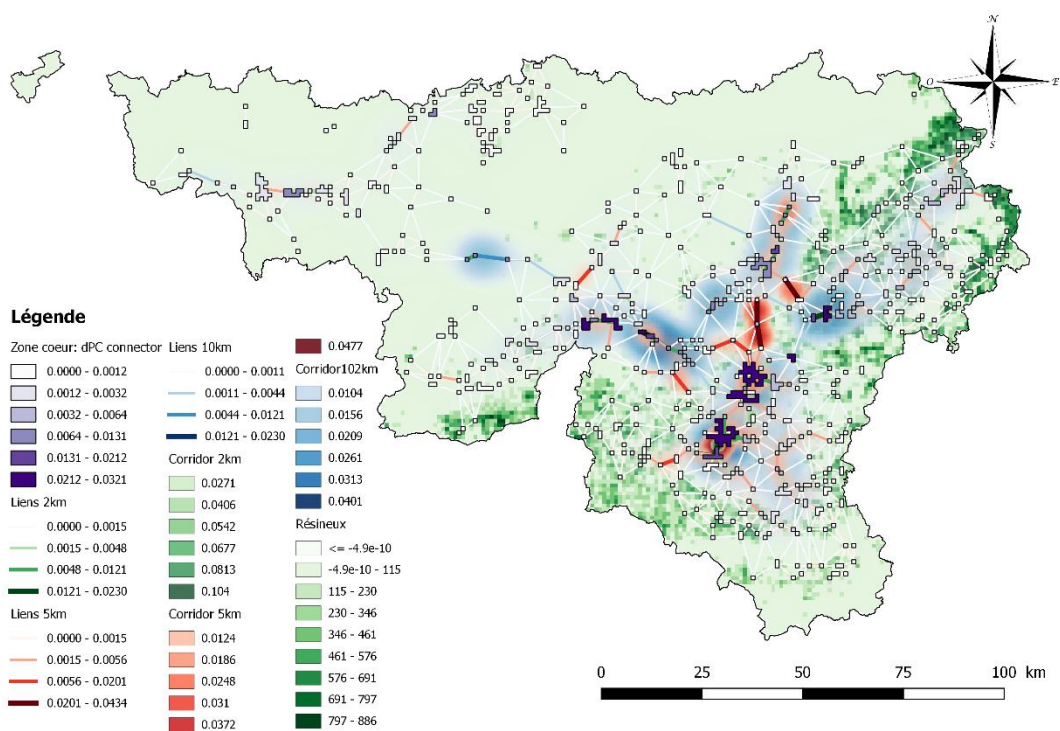 N
O
E
S
Légende
Zone coeur: dPC connector
0.0000 - 0.0012
0.0012 - 0.0032
0.0032 - 0.0064
0.0064 - 0.0131
0.0131 - 0.0212
0.0212 - 0.0321
Liens 2km
0.0000 - 0.0015
0.0015 - 0.0048
0.0048 - 0.0121
0.0121 - 0.0230
Liens 5km
0.0000 - 0.0015
0.0015 - 0.0056
0.0056 - 0.0201
0.0201 - 0.0434
Liens 10km
0.0000 - 0.0011
0.0011 - 0.0044
0.0044 - 0.0121
0.0121 - 0.0230
Corridor 2km
0.0271
0.0406
0.0542
0.0677
0.0813
0.104
Corridor 5km
0.0124
0.0186
0.0248
0.031
0.0372
0.0477
Corridor102km
0.0104
0.0156
0.0209
0.0261
0.0313
0.0401
Résineux
<= -4.9e-10
-4.9e-10 - 115
115 - 230
230 - 346
346 - 461
461 - 576
576 - 691
691 - 797
797 - 886
0 25 50 75 100 km